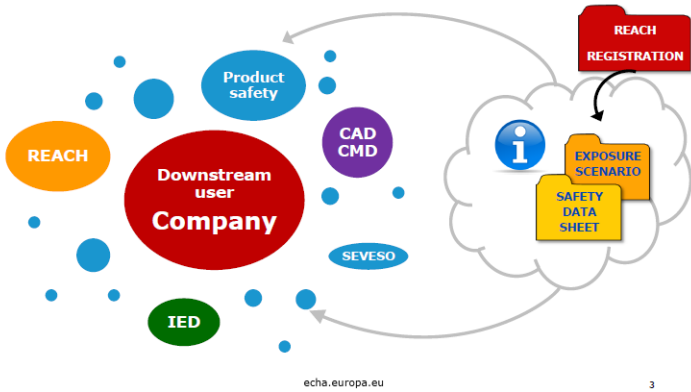 REACH
REGISTRATION
Product
safety
CAD
CMD
REACH
Downstream
user
Company
i
EXPOSURE
SCENARIO
SAFETY
DATA
SHEET
SEVESO
IED
echa.europa.eu
3